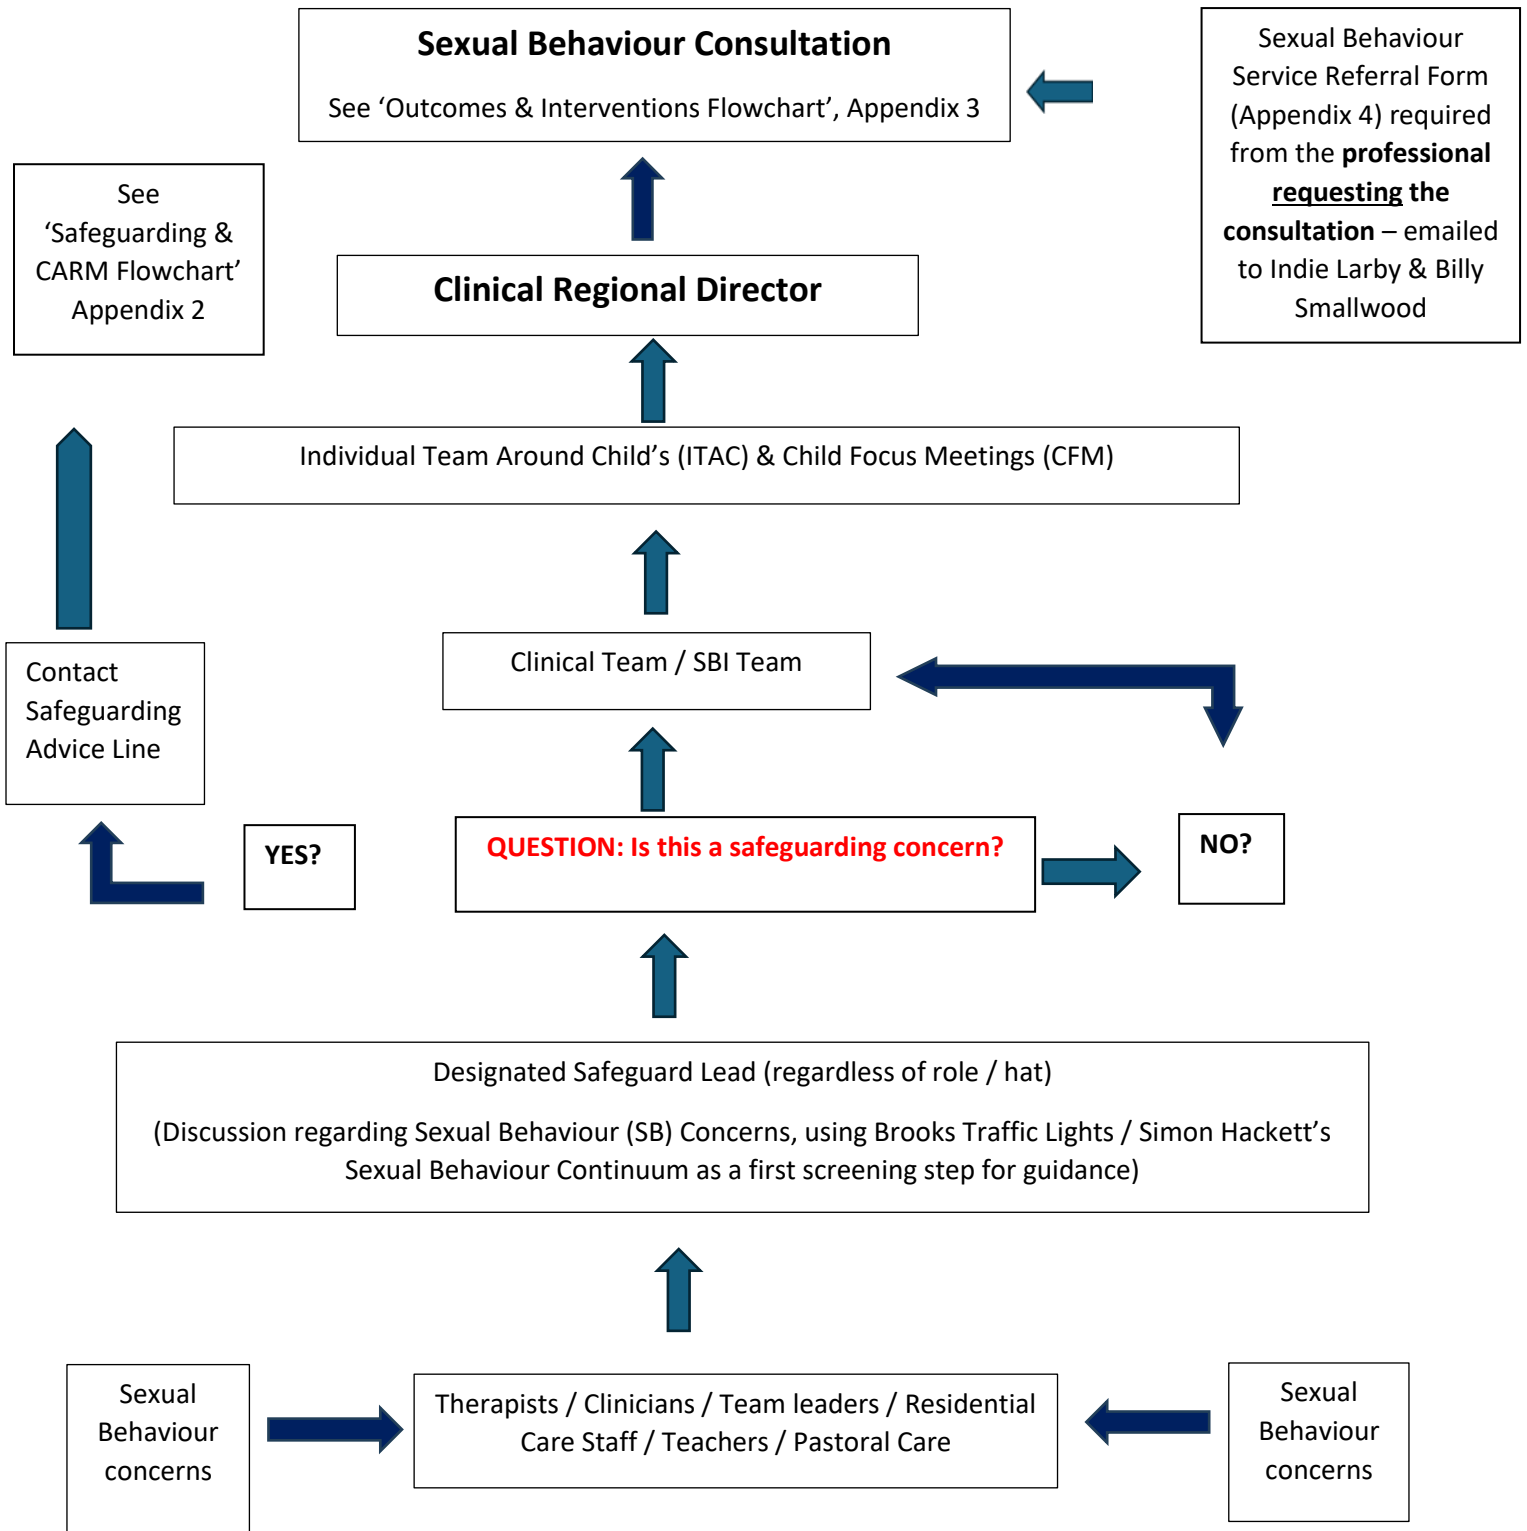 Sexual Behaviour Consultation
See ‘Outcomes & Interventions Flowchart’, Appendix 3
Sexual Behaviour
Service Referral Form
(Appendix 4) required
from the professional
requesting the
consultation – emailed
to Indie Larby & Billy
Smallwood
See
‘Safeguarding &
CARM Flowchart’
Appendix 2
Clinical Regional Director
Individual Team Around Child’s (ITAC) & Child Focus Meetings (CFM)
Contact
Safeguarding
Advice Line
Clinical Team / SBI Team
YES?
QUESTION: Is this a safeguarding concern?
NO?
Designated Safeguard Lead (regardless of role / hat)
(Discussion regarding Sexual Behaviour (SB) Concerns, using Brooks Traffic Lights / Simon Hackett’s
Sexual Behaviour Continuum as a first screening step for guidance)
Sexual
Behaviour
concerns
Therapists / Clinicians / Team leaders / Residential
Care Staff / Teachers / Pastoral Care
Sexual
Behaviour
concerns